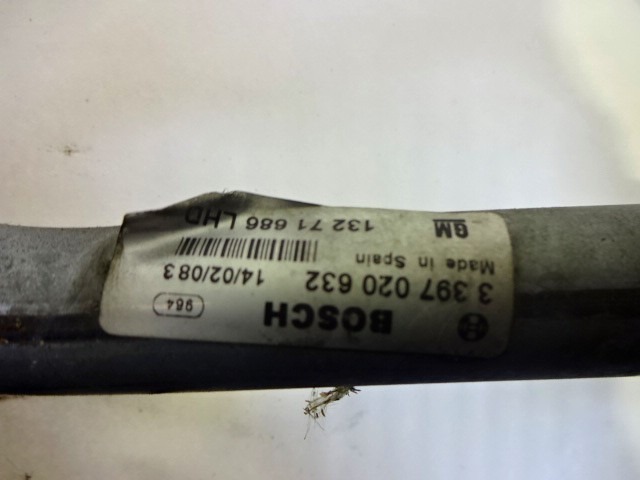 BOSCH
984
3 397 020 632 14/02/08 3
Made in Spain
GM 132 71 686 LHD